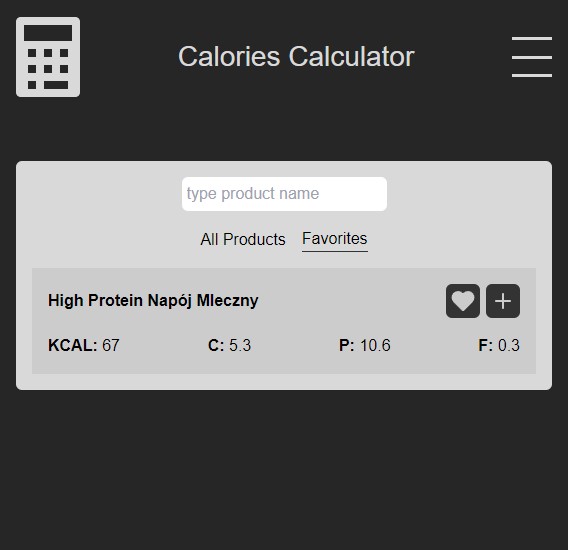 Calories Calculator
type product name
All Products Favorites
High Protein Napój Mleczny
KCAL: 67 C: 5.3 P: 10.6 F: 0.3